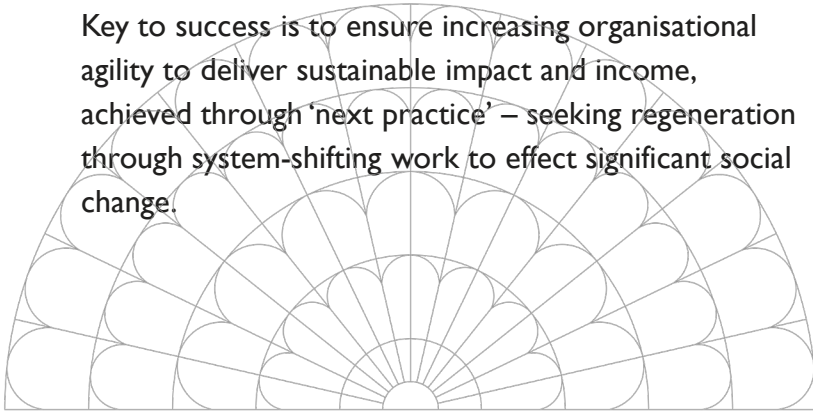 Key to success is to ensure increasing organisational
agility to deliver sustainable impact and income,
achieved through ‘next practice’ – seeking regeneration
through system-shifting work to effect significant social
change.